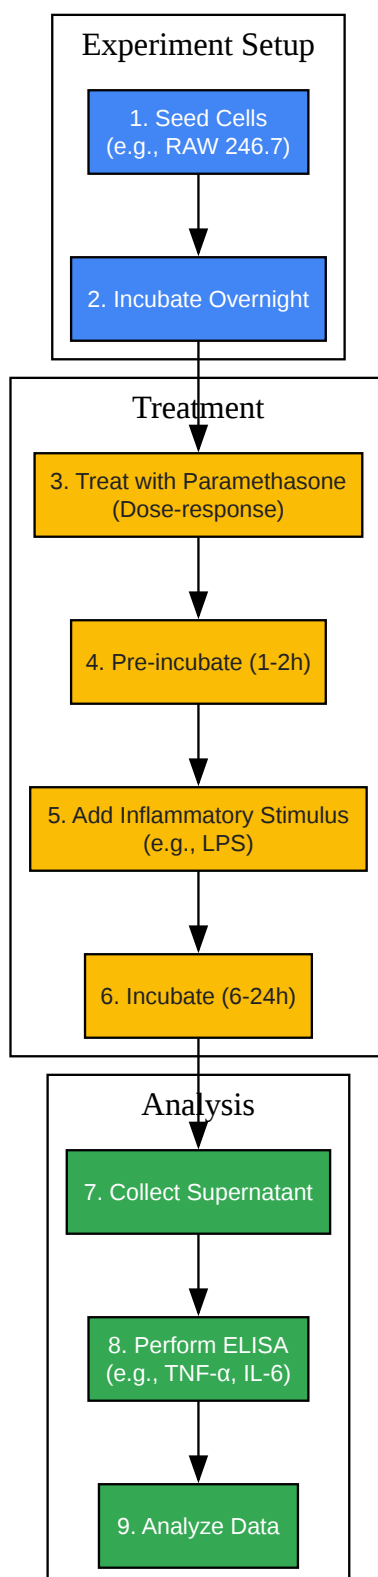 Experiment Setup
1. Seed Cells
(e.g., RAW 246.7)
2. Incubate Overnight
Treatment
3. Treat with Paramethasone
(Dose-response)
4. Pre-incubate (1-2h)
5. Add Inflammatory Stimulus
(e.g., LPS)
6. Incubate (6-24h)
Analysis
7. Collect Supernatant
8. Perform ELISA
(e.g., TNF-α, IL-6)
9. Analyze Data